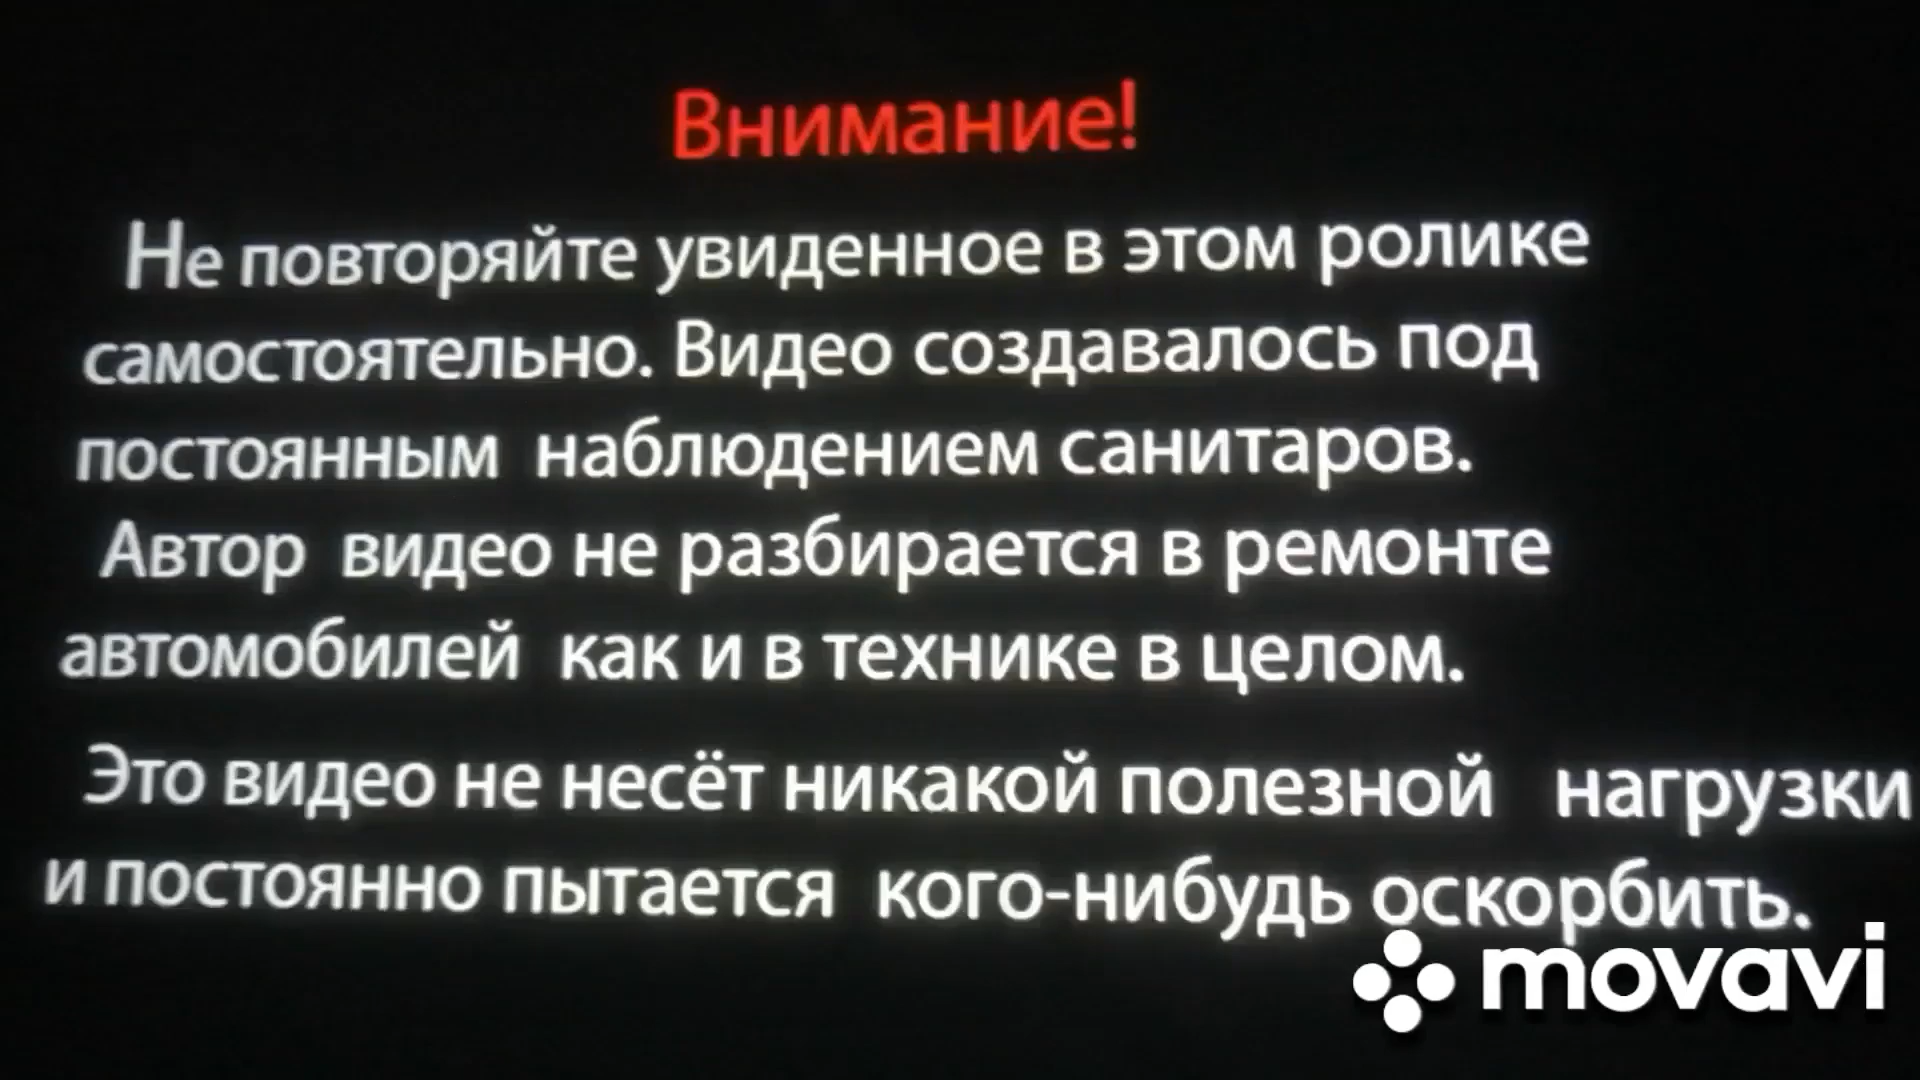 Внимание!
Не повторяйте увиденное в этом ролике
самостоятельно. Видео создавалось под
постоянным наблюдением санитаров.
Автор видео не разбирается в ремонте
автомобилей как и в технике в целом.
Это видео не несёт никакой полезной нагрузки
и постоянно пытается кого-нибудь оскорбить.
movavi